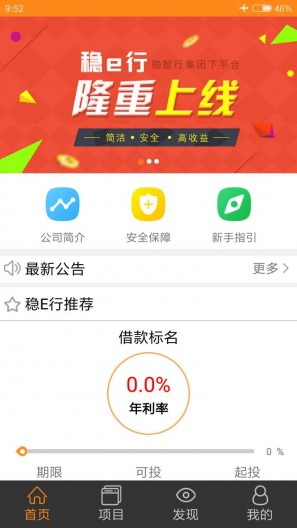 9:52
46%
稳e行
稳智行集团下平台
隆重上线
· 简洁 · 安全 · 高收益 ·
公司简介
安全保障
新手指引
最新公告
更多
稳E行推荐
借款标名
0.0%
年利率
0 %
期限
可投
起投
首页
项目
发现
我的